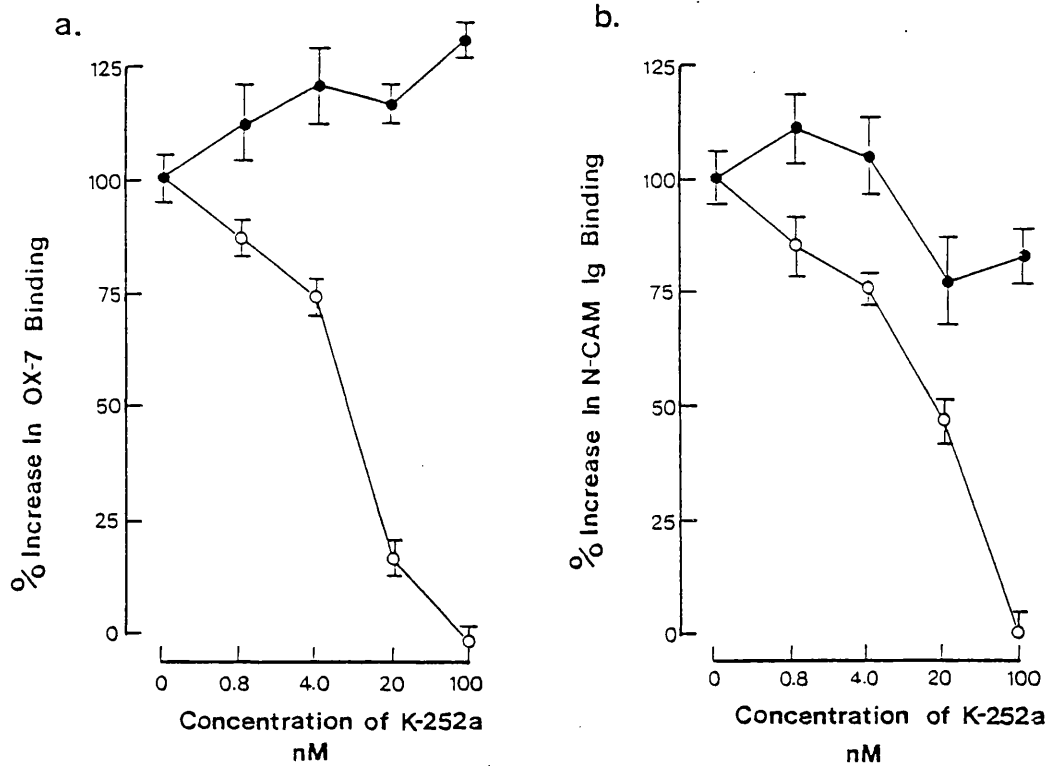 a.
125
100
75
50
25
0
% Increase In OX-7 Binding
0 0.8 4.0 20 100
Concentration of K-252a
nM
b.
125
100
75
50
25
0
% Increase In N-CAM Ig Binding
0 0.8 4.0 20 100
Concentration of K-252a
nM